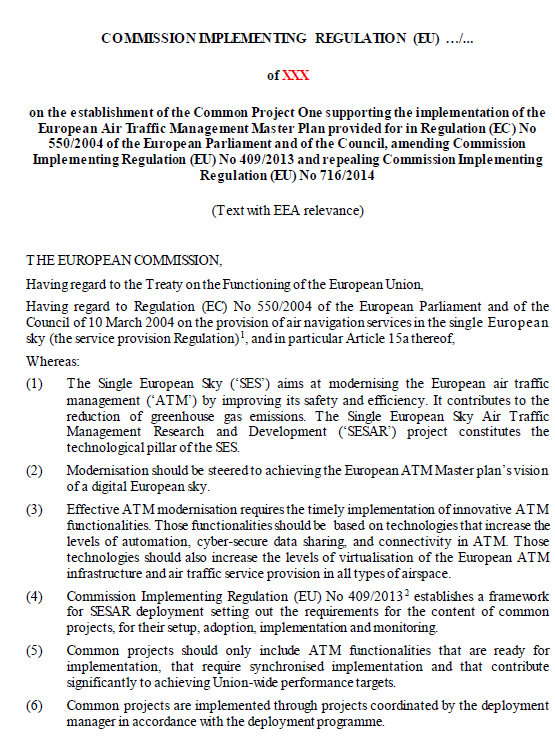 COMMISSION IMPLEMENTING REGULATION (EU) …/...
of XXX
on the establishment of the Common Project One supporting the implementation of the
European Air Traffic Management Master Plan provided for in Regulation (EC) No
550/2004 of the European Parliament and of the Council, amending Commission
Implementing Regulation (EU) No 409/2013 and repealing Commission Implementing
Regulation (EU) No 716/2014
(Text with EEA relevance)
THE EUROPEAN COMMISSION,
Having regard to the Treaty on the Functioning of the European Union,
Having regard to Regulation (EC) No 550/2004 of the European Parliament and of the
Council of 10 March 2004 on the provision of air navigation services in the single European
sky (the service provision Regulation)¹, and in particular Article 15a thereof,
Whereas:
(1) The Single European Sky (‘SES’) aims at modernising the European air traffic
management (‘ATM’) by improving its safety and efficiency. It contributes to the
reduction of greenhouse gas emissions. The Single European Sky Air Traffic
Management Research and Development (‘SESAR’) project constitutes the
technological pillar of the SES.
(2) Modernisation should be steered to achieving the European ATM Master plan’s vision
of a digital European sky.
(3) Effective ATM modernisation requires the timely implementation of innovative ATM
functionalities. Those functionalities should be based on technologies that increase the
levels of automation, cyber-secure data sharing, and connectivity in ATM. Those
technologies should also increase the levels of virtualisation of the European ATM
infrastructure and air traffic service provision in all types of airspace.
(4) Commission Implementing Regulation (EU) No 409/2013² establishes a framework
for SESAR deployment setting out the requirements for the content of common
projects, for their setup, adoption, implementation and monitoring.
(5) Common projects should only include ATM functionalities that are ready for
implementation, that require synchronised implementation and that contribute
significantly to achieving Union-wide performance targets.
(6) Common projects are implemented through projects coordinated by the deployment
manager in accordance with the deployment programme.